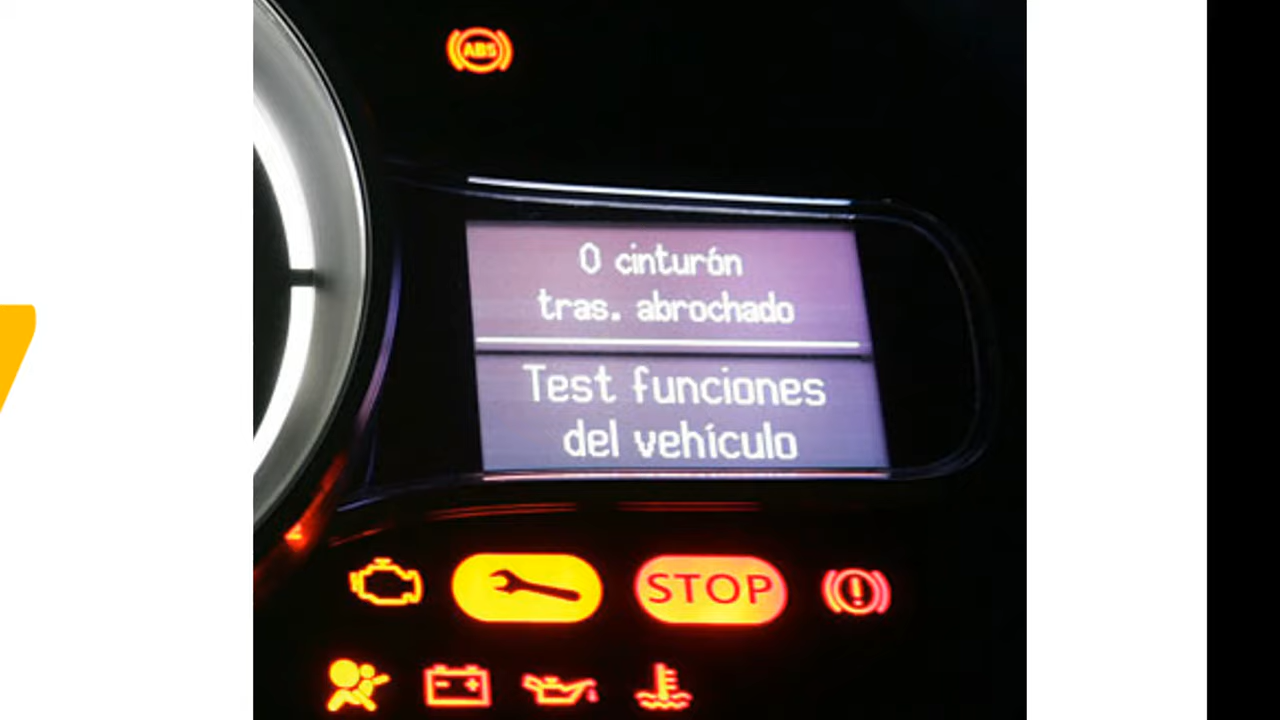 ABS
0 cinturón
tras. abrochado
Test funciones
del vehículo
STOP